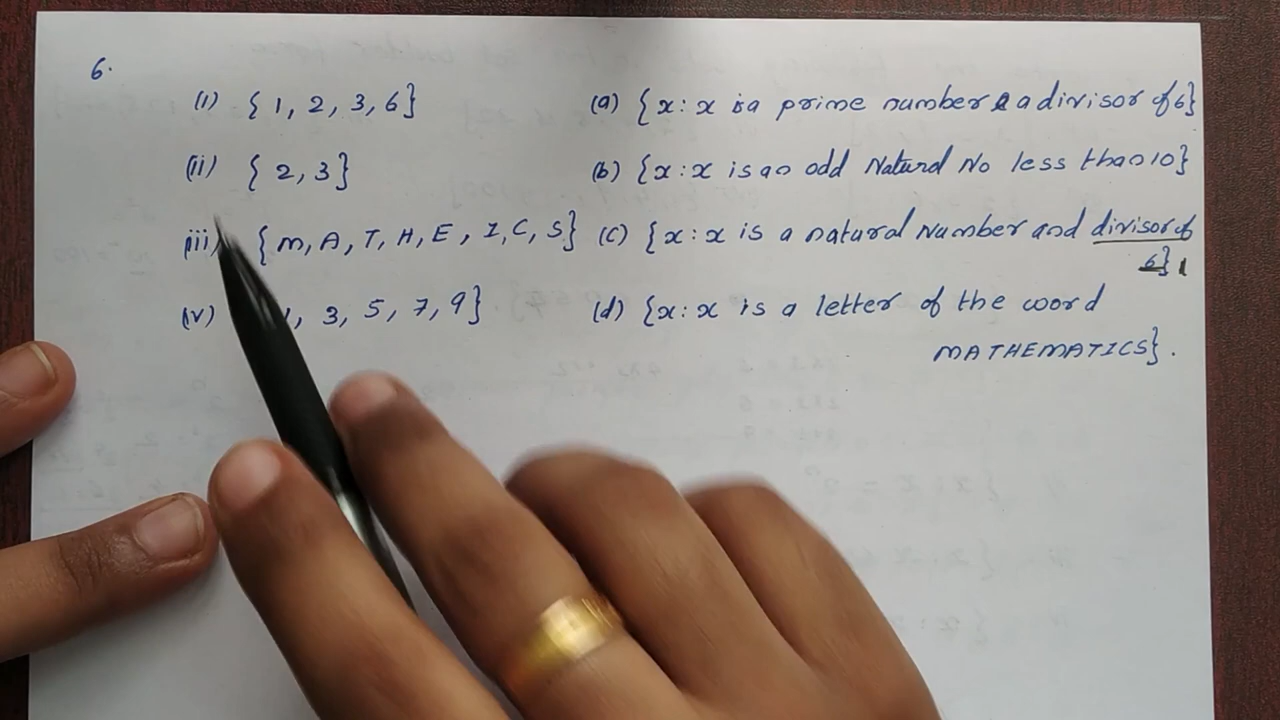 6.
(i) { 1, 2, 3, 6} (a) { x : x is a prime number & a divisor of 6}
(ii) { 2, 3} (b) {x : x is an odd Natural No less than 10}
(iii) { M, A, T, H, E, I, C, S} (c) {x : x is a natural number and divisor of
6}
(iv) 1, 3, 5, 7, 9} (d) {x : x is a letter of the word
MATHEMATICS}.